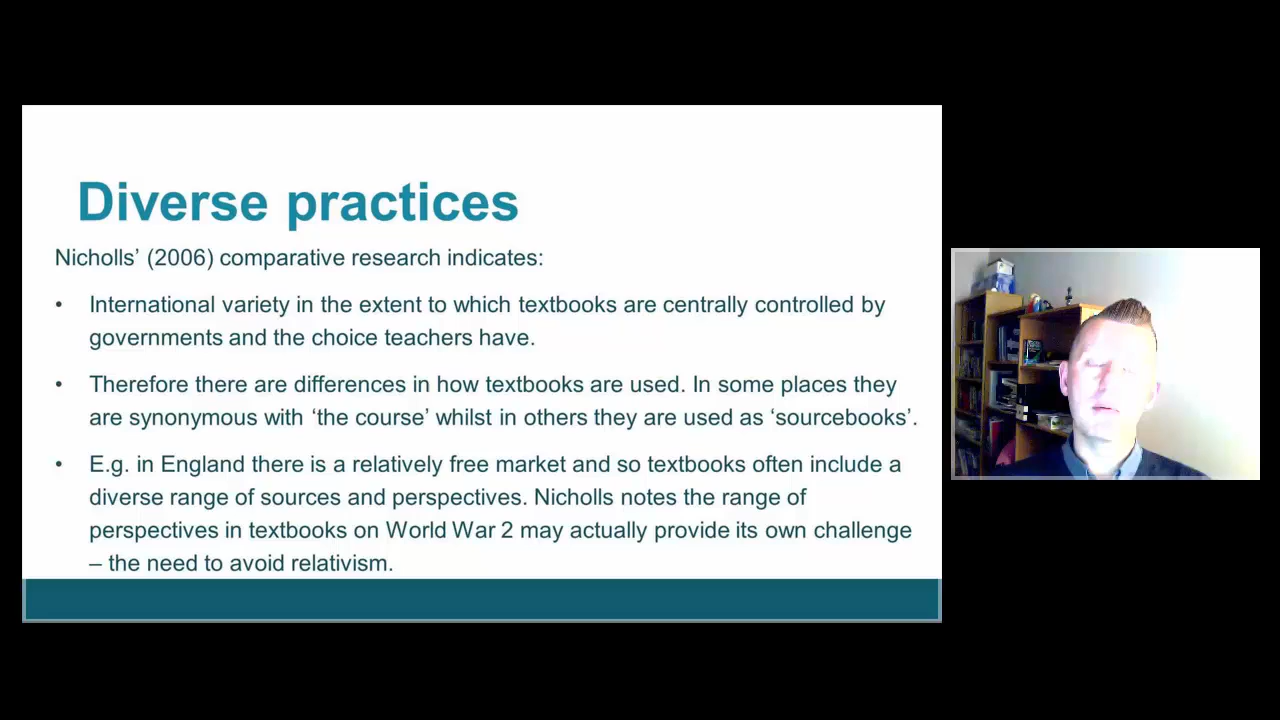 Diverse practices
Nicholls’ (2006) comparative research indicates:
• International variety in the extent to which textbooks are centrally controlled by
governments and the choice teachers have.
• Therefore there are differences in how textbooks are used. In some places they
are synonymous with ‘the course’ whilst in others they are used as ‘sourcebooks’.
• E.g. in England there is a relatively free market and so textbooks often include a
diverse range of sources and perspectives. Nicholls notes the range of
perspectives in textbooks on World War 2 may actually provide its own challenge
– the need to avoid relativism.